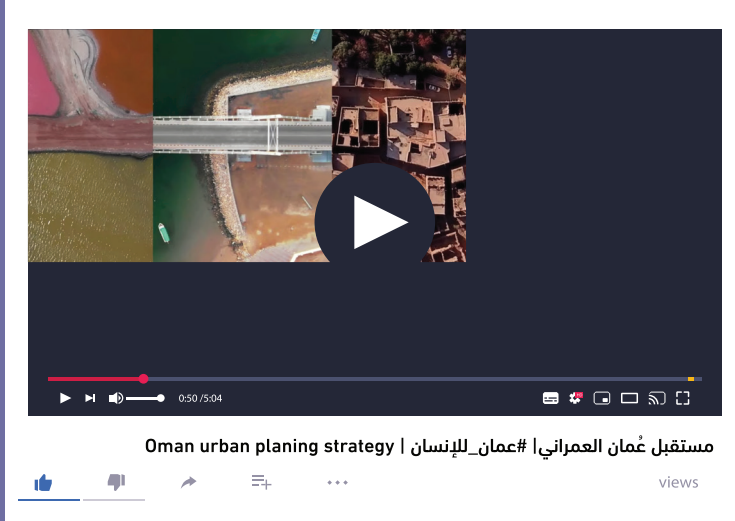 0:50 /5:04
مستقبل عُمان العمراني| #عمان_للإنسان | Oman urban planing strategy
views